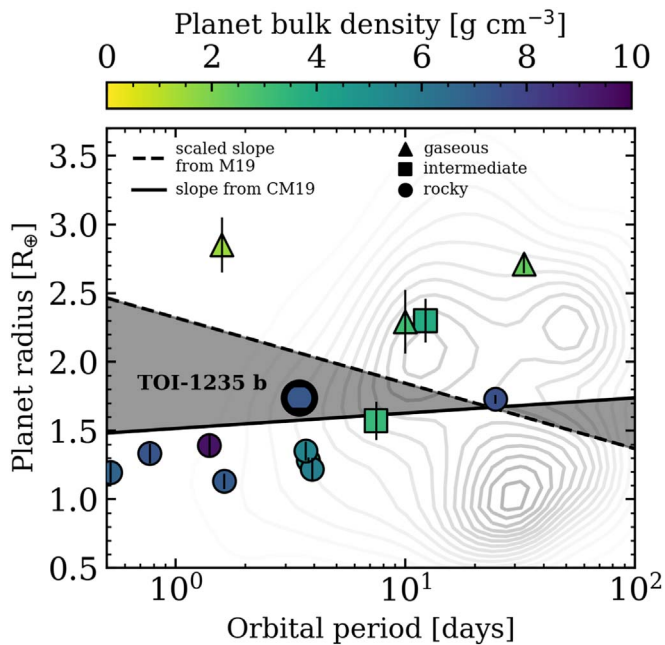 Planet bulk density [g cm⁻³]
0 2 4 6 8 10
scaled slope
from M19
slope from CM19
gaseous
intermediate
rocky
TOI-1235 b
Planet radius [R⊕]
3.5
3.0
2.5
2.0
1.5
1.0
0.5
10⁰ 10¹ 10²
Orbital period [days]